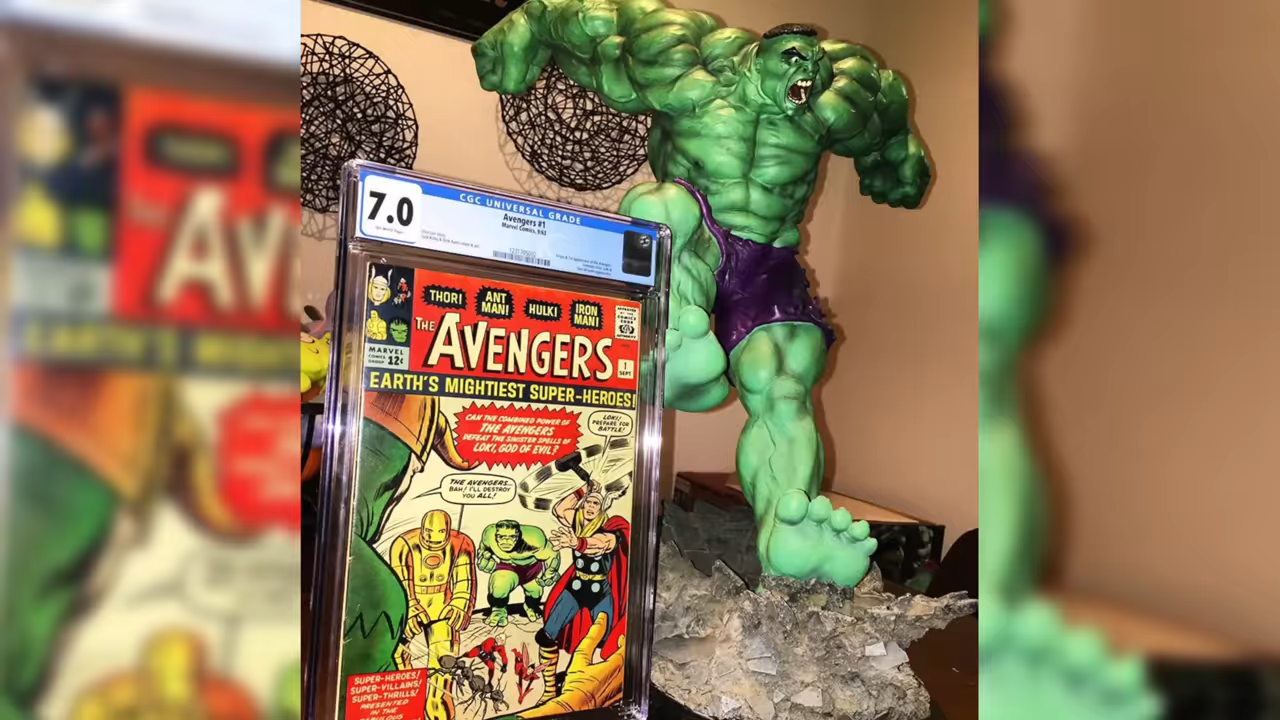 CGC UNIVERSAL GRADE
7.0
Avengers #1
Marvel Comics, 9/63
THOR!
ANT MAN!
HULK!
IRON MAN!
THE AVENGERS
MARVEL
COMICS GROUP 12¢
1
SEPT
EARTH'S MIGHTIEST SUPER-HEROES!
CAN THE COMBINED POWER OF
THE AVENGERS
DEFEAT THE SINISTER SPELLS OF
LOKI, GOD OF EVIL?
LOKI!
PREPARE FOR
BATTLE!
THE AVENGERS...
BAH! I'LL DESTROY
YOU ALL!
SUPER-HEROES!
SUPER-VILLAINS!
SUPER-THRILLS!
PRESENTED
IN THE